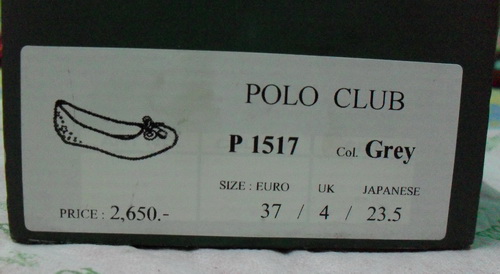 POLO CLUB
P 1517 Col. Grey
SIZE : EURO UK JAPANESE
PRICE : 2,650.- 37 / 4 / 23.5